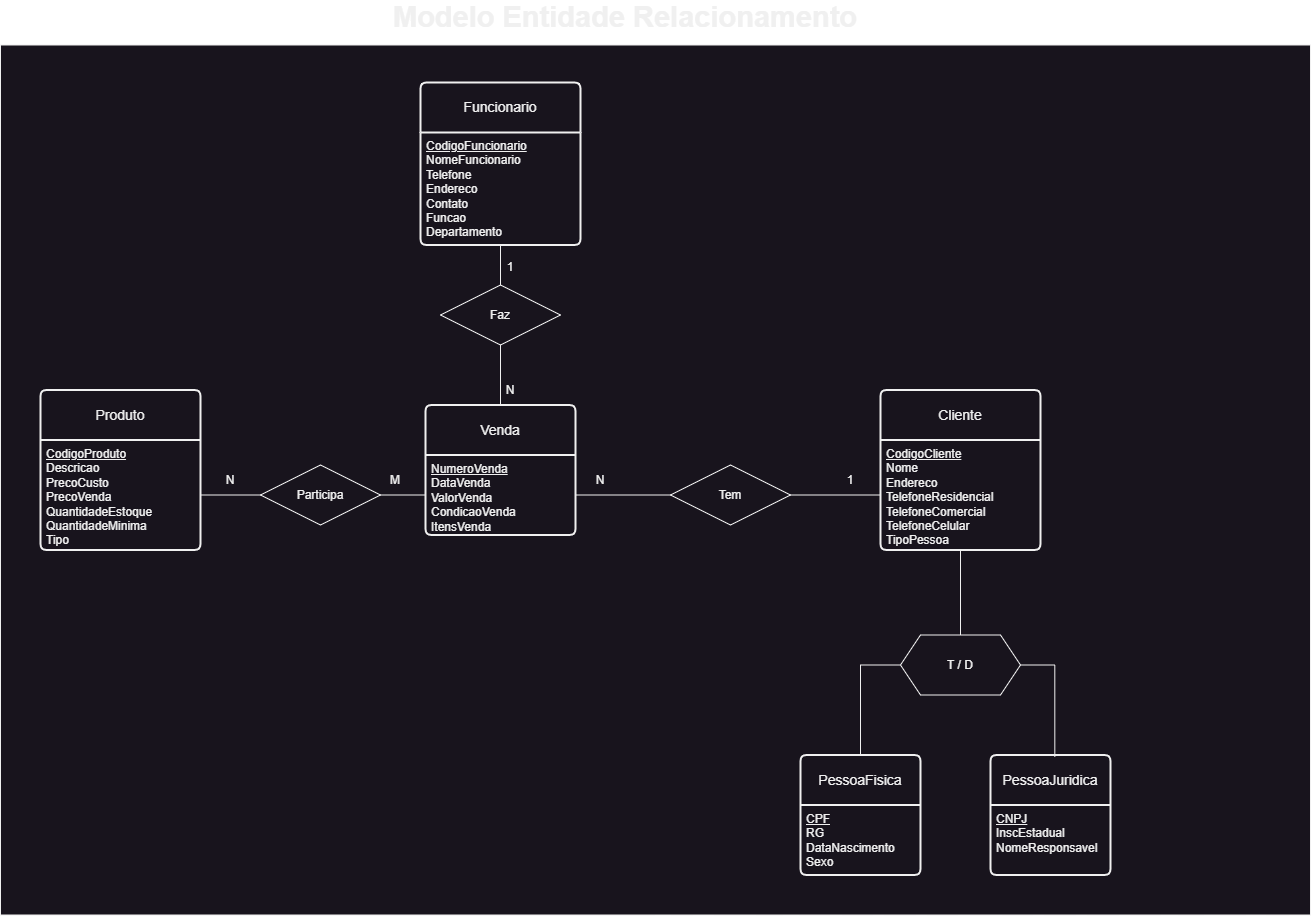 Modelo Entidade Relacionamento
Funcionario
CodigoFuncionario
NomeFuncionario
Telefone
Endereco
Contato
Funcao
Departamento
1
Faz
N
Produto
CodigoProduto
Descricao
PrecoCusto
PrecoVenda
QuantidadeEstoque
QuantidadeMinima
Tipo
N
Participa
M
Venda
NumeroVenda
DataVenda
ValorVenda
CondicaoVenda
ItensVenda
N
Tem
1
Cliente
CodigoCliente
Nome
Endereco
TelefoneResidencial
TelefoneComercial
TelefoneCelular
TipoPessoa
T / D
PessoaFisica
CPF
RG
DataNascimento
Sexo
PessoaJuridica
CNPJ
InscEstadual
NomeResponsavel